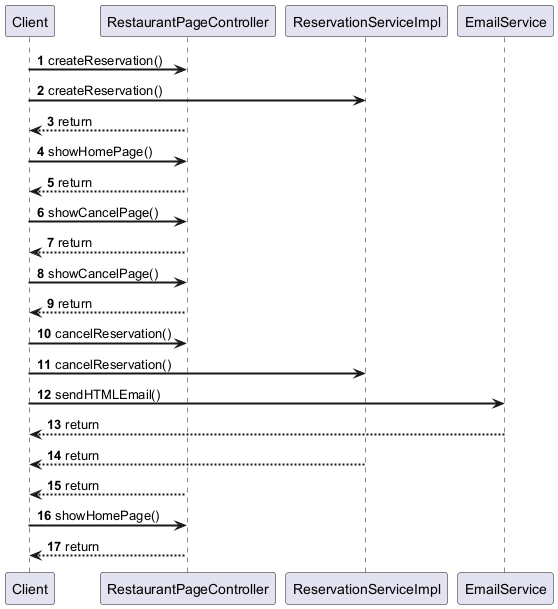 Client RestaurantPageController ReservationServiceImpl EmailService
1 createReservation()
2 createReservation()
3 return
4 showHomePage()
5 return
6 showCancelPage()
7 return
8 showCancelPage()
9 return
10 cancelReservation()
11 cancelReservation()
12 sendHTMLEmail()
13 return
14 return
15 return
16 showHomePage()
17 return
Client RestaurantPageController ReservationServiceImpl EmailService